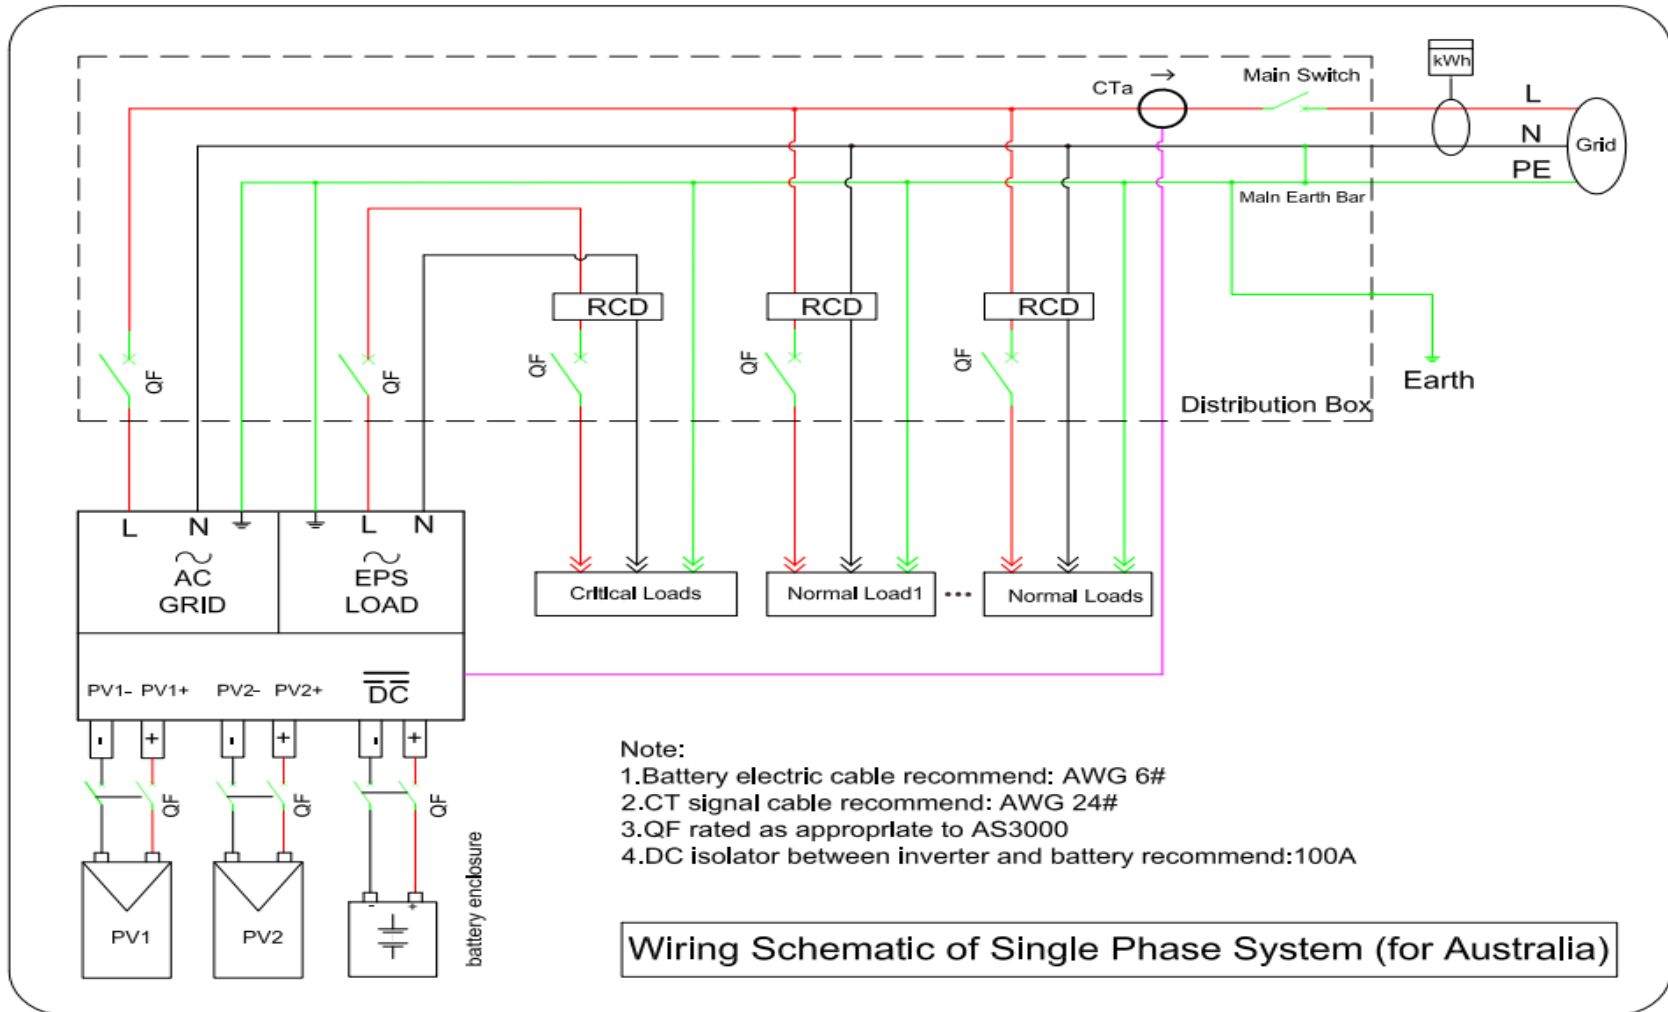 kWh
Main Switch
CTa
L
N
Grid
PE
Main Earth Bar
RCD
RCD
RCD
QF
QF
QF
QF
QF
Earth
Distribution Box
L
N
L
N
AC
GRID
EPS
LOAD
Critical Loads
Normal Load1
...
Normal Loads
PV1-
PV1+
PV2-
PV2+
DC
-
+
-
+
-
+
QF
QF
QF
-
+
PV1
PV2
battery enclosure
Note:
1.Battery electric cable recommend: AWG 6#
2.CT signal cable recommend: AWG 24#
3.QF rated as appropriate to AS3000
4.DC isolator between inverter and battery recommend:100A
Wiring Schematic of Single Phase System (for Australia)